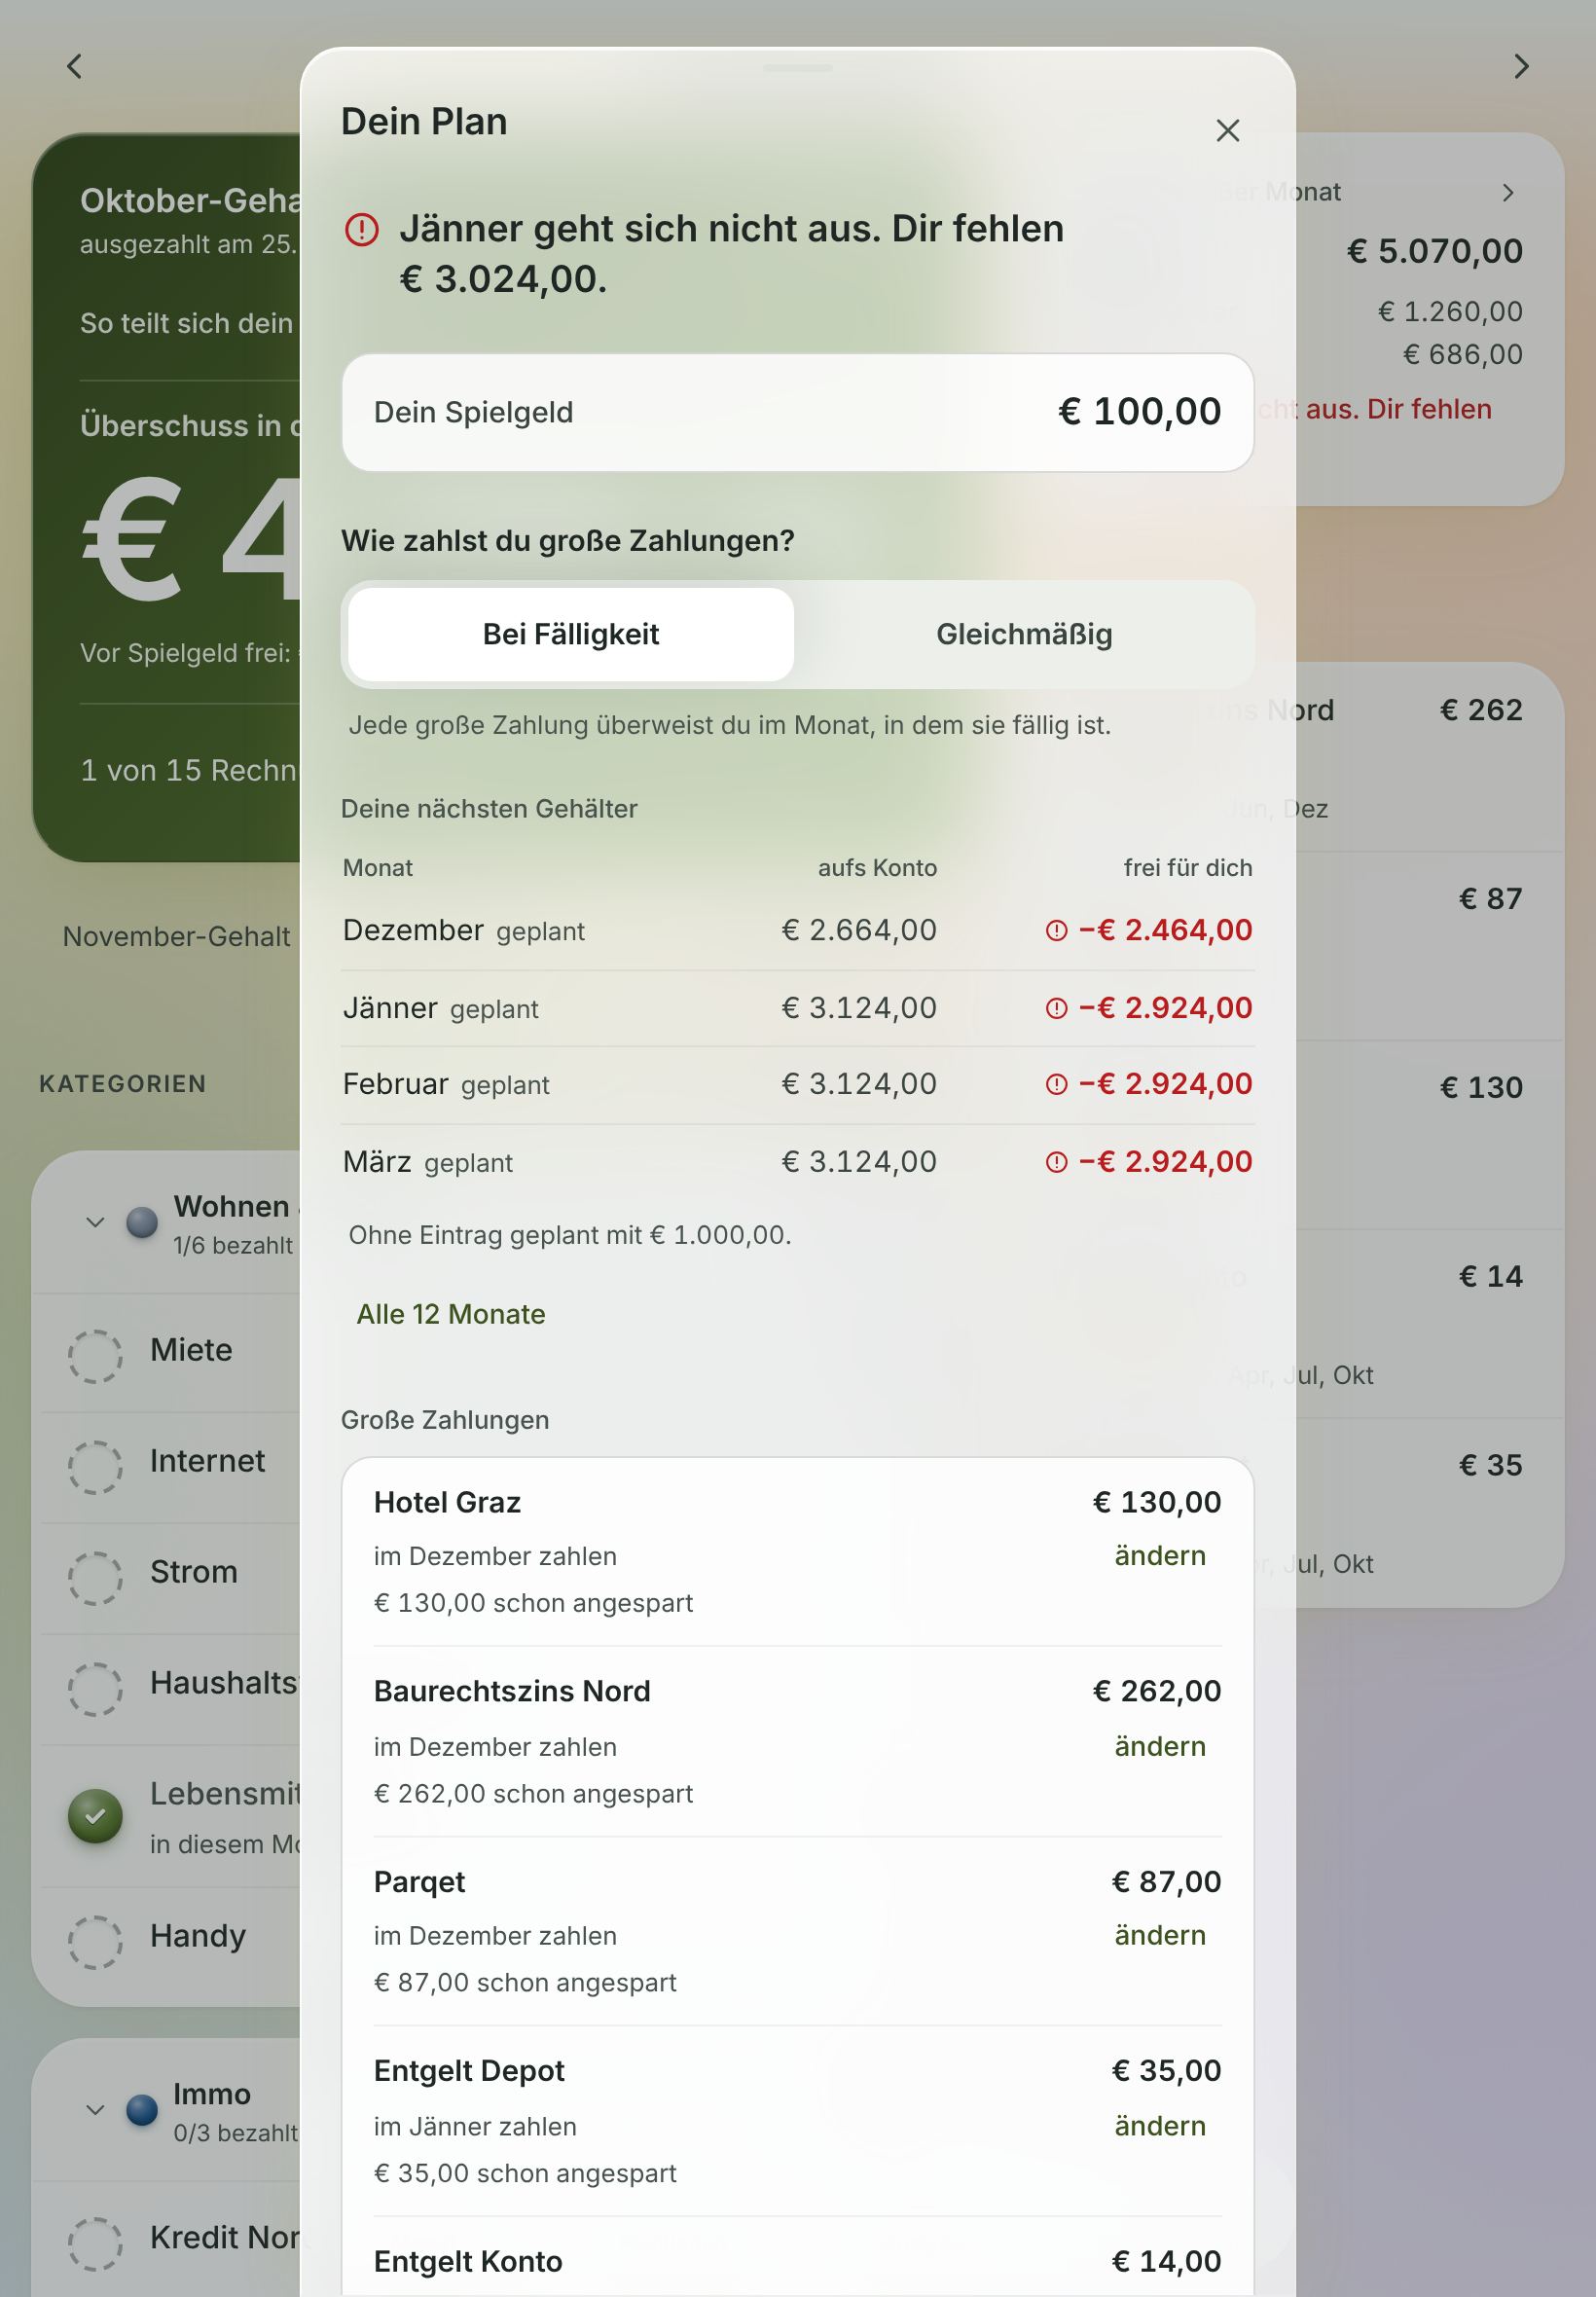 Dein Plan
Jänner geht sich nicht aus. Dir fehlen
€ 3.024,00.
Dein Spielgeld € 100,00
Wie zahlst du große Zahlungen?
Bei Fälligkeit Gleichmäßig
Jede große Zahlung überweist du im Monat, in dem sie fällig ist.
Deine nächsten Gehälter
Monat aufs Konto frei für dich
Dezember geplant € 2.664,00 −€ 2.464,00
Jänner geplant € 3.124,00 −€ 2.924,00
Februar geplant € 3.124,00 −€ 2.924,00
März geplant € 3.124,00 −€ 2.924,00
Ohne Eintrag geplant mit € 1.000,00.
Alle 12 Monate
Große Zahlungen
Hotel Graz € 130,00
im Dezember zahlen ändern
€ 130,00 schon angespart
Baurechtszins Nord € 262,00
im Dezember zahlen ändern
€ 262,00 schon angespart
Parqet € 87,00
im Dezember zahlen ändern
€ 87,00 schon angespart
Entgelt Depot € 35,00
im Jänner zahlen ändern
€ 35,00 schon angespart
Entgelt Konto € 14,00
Oktober-Geha
ausgezahlt am 25.
So teilt sich dein
Überschuss in d
€ 4
Vor Spielgeld frei:
1 von 15 Rechn
November-Gehalt
KATEGORIEN
Wohnen
1/6 bezahlt
Miete
Internet
Strom
Haushalts
Lebensmit
in diesem Mo
Handy
Immo
0/3 bezahlt
Kredit Nor
Monat
€ 5.070,00
€ 1.260,00
€ 686,00
cht aus. Dir fehlen
Nord € 262
Jun, Dez
€ 87
€ 130
€ 14
Apr, Jul, Okt
€ 35
Jul, Okt